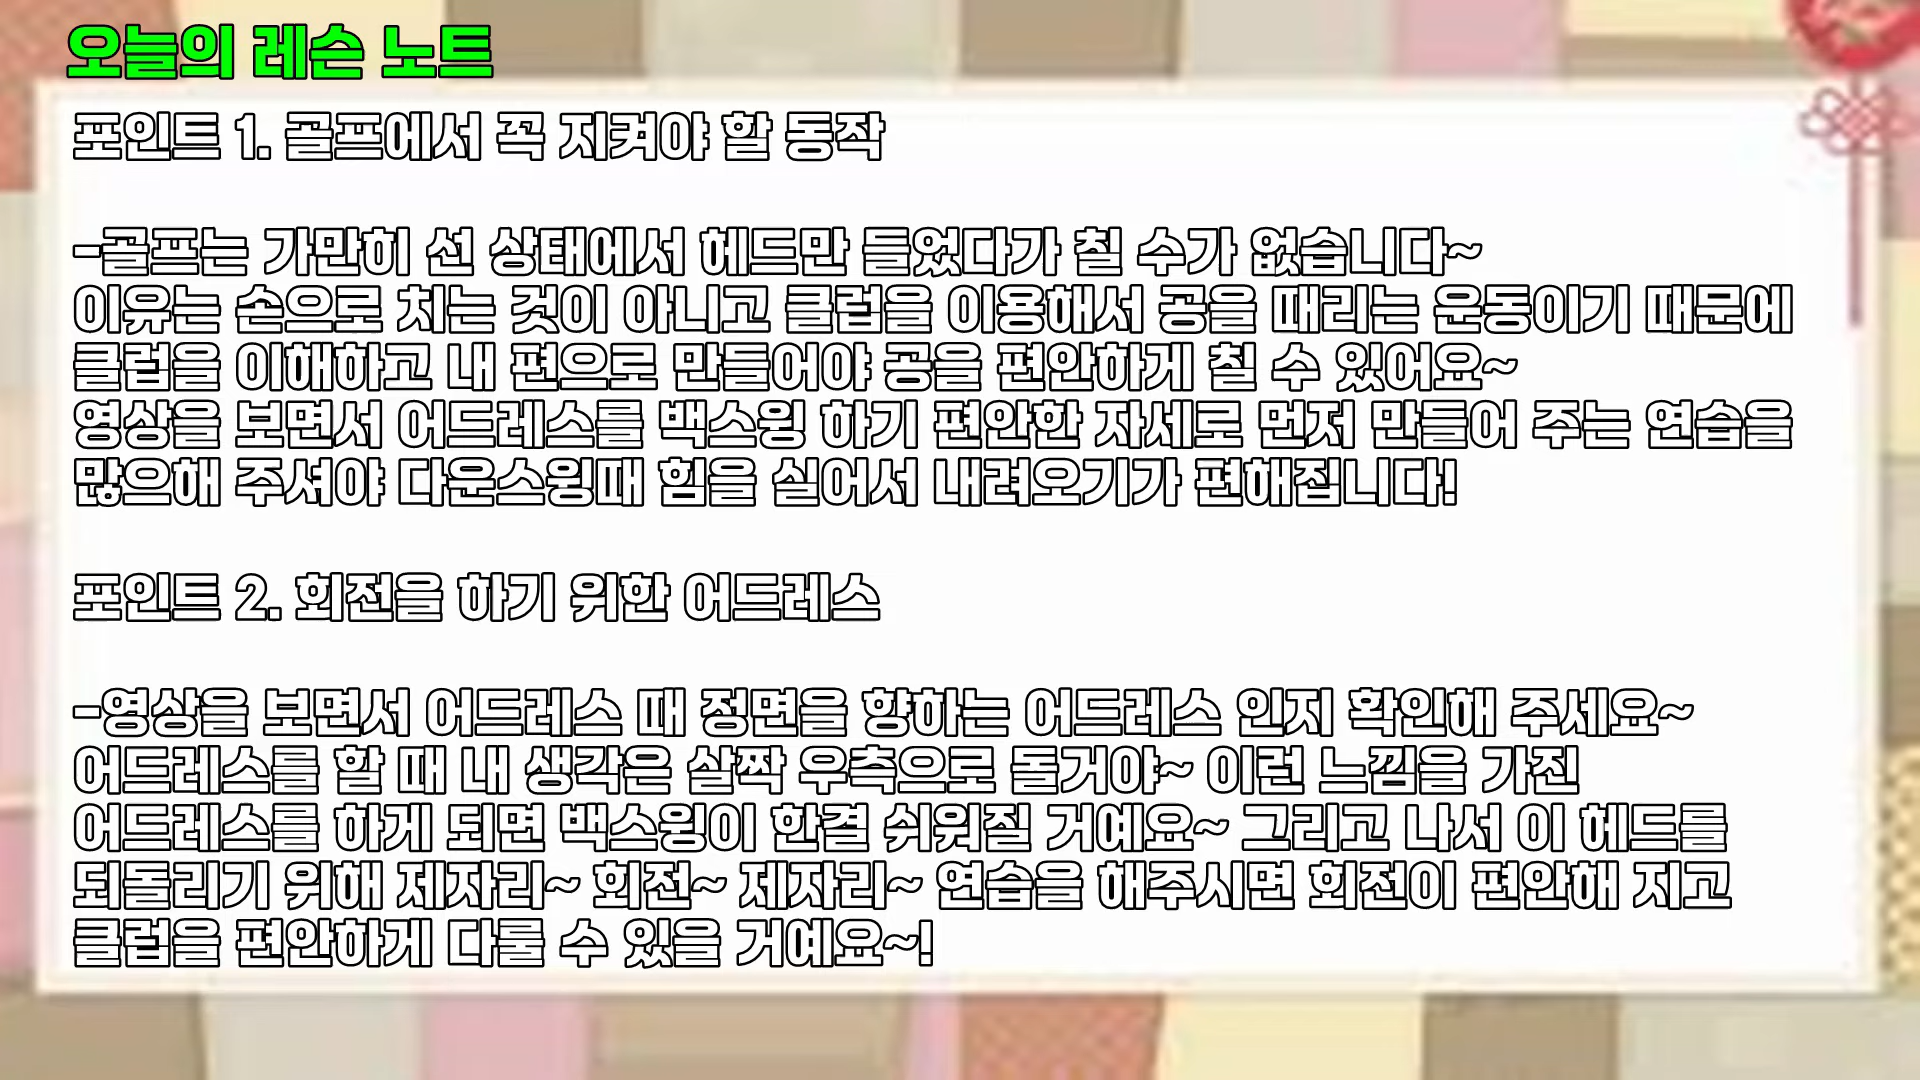 오늘의 레슨 노트
포인트 1. 골프에서 꼭 지켜야 할 동작
-골프는 가만히 선 상태에서 헤드만 들었다가 칠 수가 없습니다~
이유는 손으로 치는 것이 아니고 클럽을 이용해서 공을 때리는 운동이기 때문에
클럽을 이해하고 내 편으로 만들어야 공을 편안하게 칠 수 있어요~
영상을 보면서 어드레스를 백스윙 하기 편안한 자세로 먼저 만들어 주는 연습을
많으해 주셔야 다운스윙때 힘을 실어서 내려오기가 편해집니다!
포인트 2. 회전을 하기 위한 어드레스
-영상을 보면서 어드레스 때 정면을 향하는 어드레스 인지 확인해 주세요~
어드레스를 할 때 내 생각은 살짝 우측으로 돌거야~ 이런 느낌을 가진
어드레스를 하게 되면 백스윙이 한결 쉬워질 거예요~ 그리고 나서 이 헤드를
되돌리기 위해 제자리~ 회전~ 제자리~ 연습을 해주시면 회전이 편안해 지고
클럽을 편안하게 다룰 수 있을 거예요~!